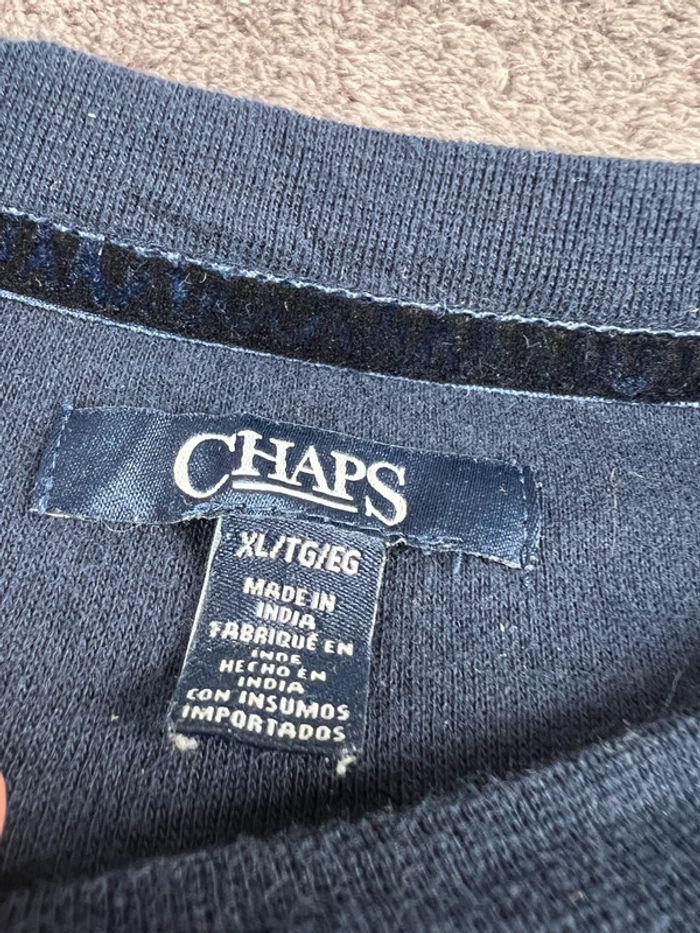 CHAPS
XL/TG/EG
MADE IN
INDIA
FABRIQUÉ EN
INDE
HECHO EN
INDIA
CON INSUMOS
IMPORTADOS